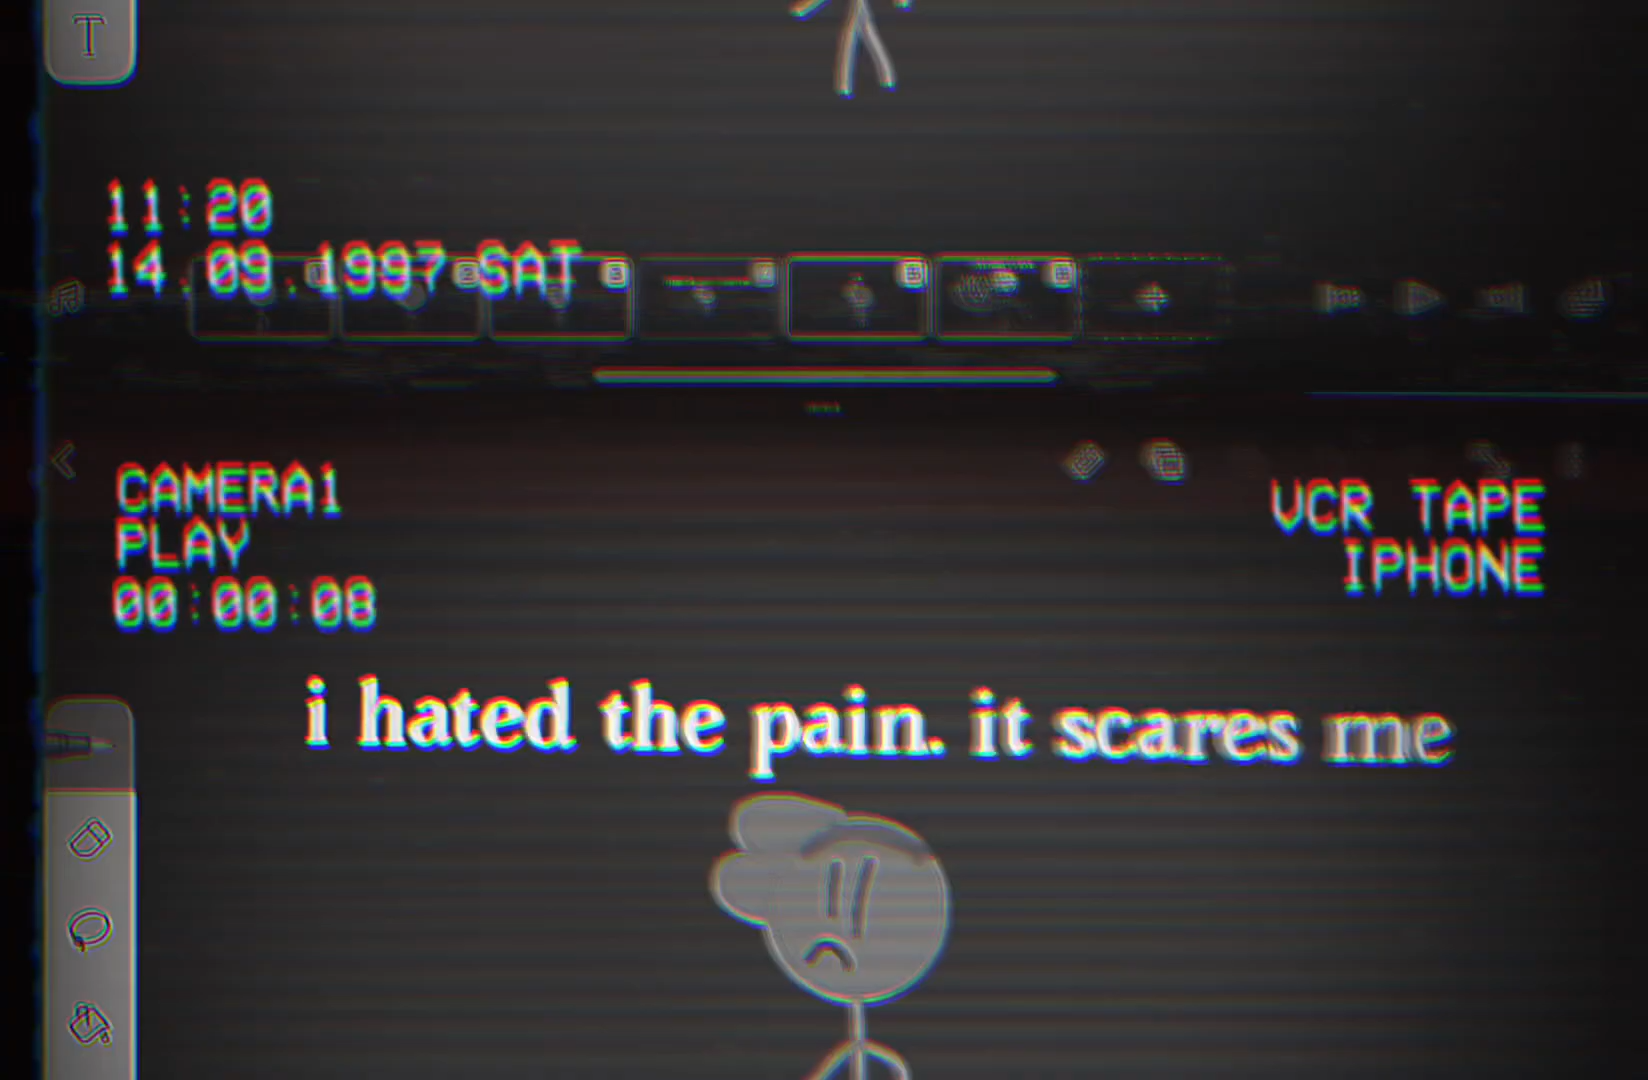 T
11:20
14.09.1997 SAT
CAMERA1
PLAY
00:00:08
VCR TAPE
IPHONE
i hated the pain. it scares me